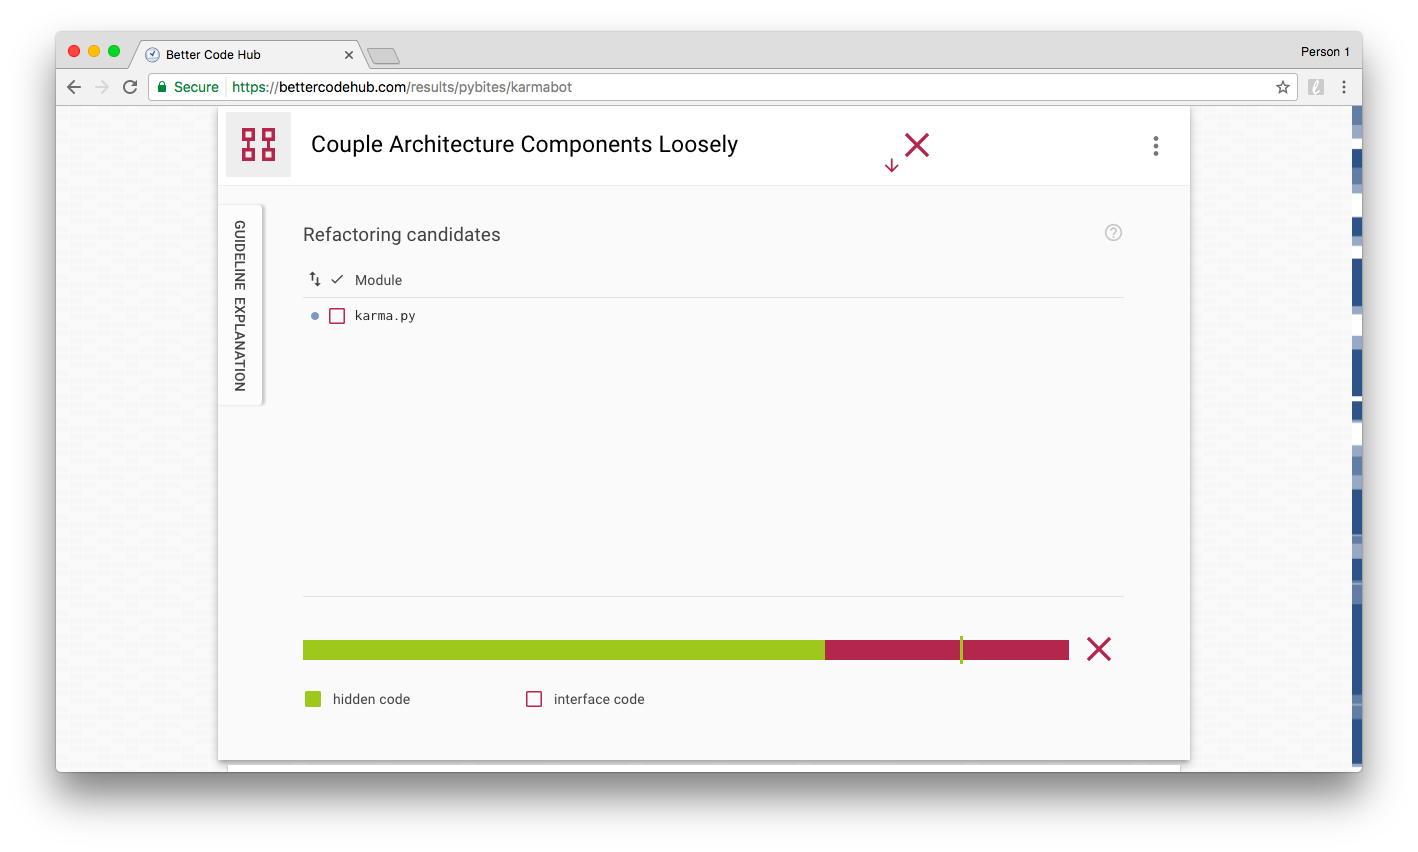 Better Code Hub
Person 1
Secure https://bettercodehub.com/results/pybites/karmabot
Couple Architecture Components Loosely
GUIDELINE EXPLANATION
Refactoring candidates
Module
karma.py
hidden code
interface code